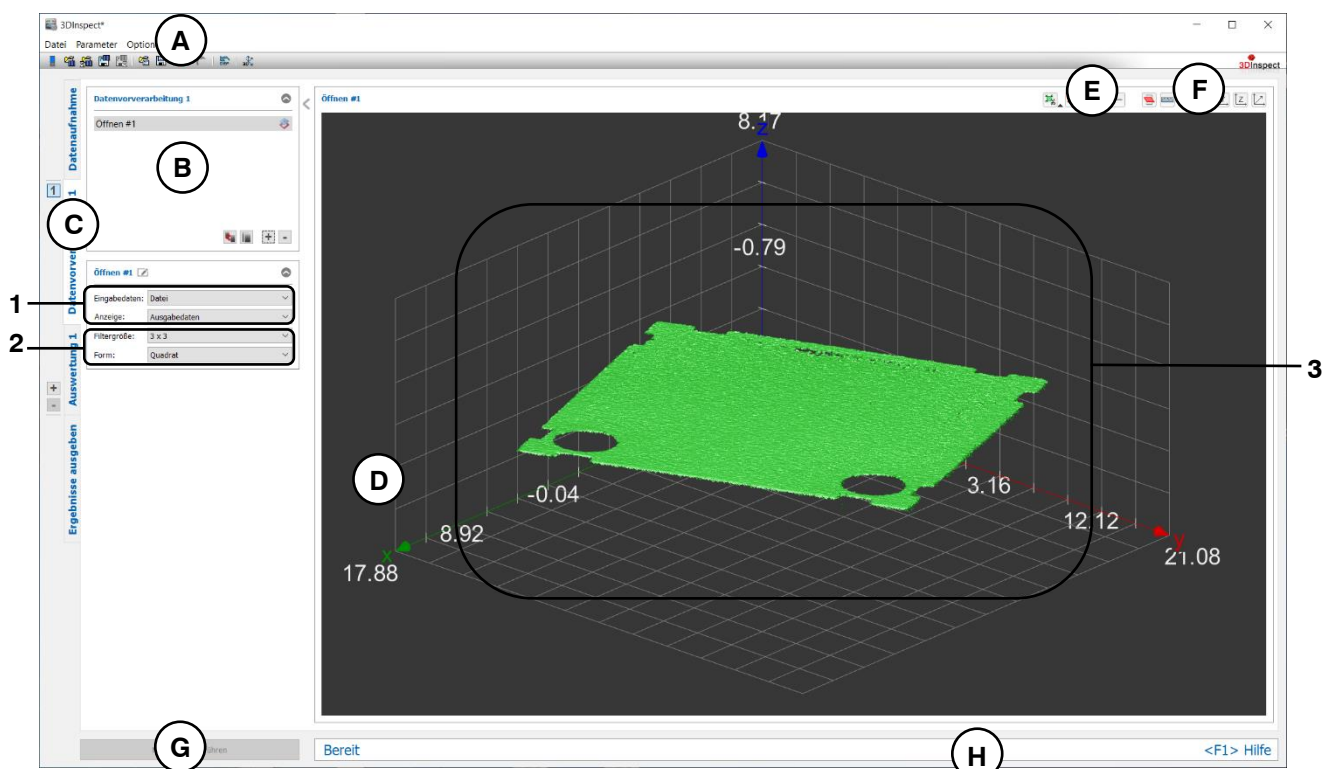 3DInspect*
Datei Parameter
A
3DInspect
E
F
Datenaufnahme
Datenvorverarbeitung 1
Öffnen #1
B
1
C
Öffnen #1
1
Eingabedaten: Datei
Anzeige: Ausgabedaten
2
Filtergröße: 3 x 3
Form: Quadrat
Auswertung 1
+
-
Ergebnisse ausgeben
Öffnen #1
8.17
z
-0.79
3
D
-0.04
8.92
x
17.88
3.16
12.12
y
21.08
G
Bereit
H
<F1> Hilfe